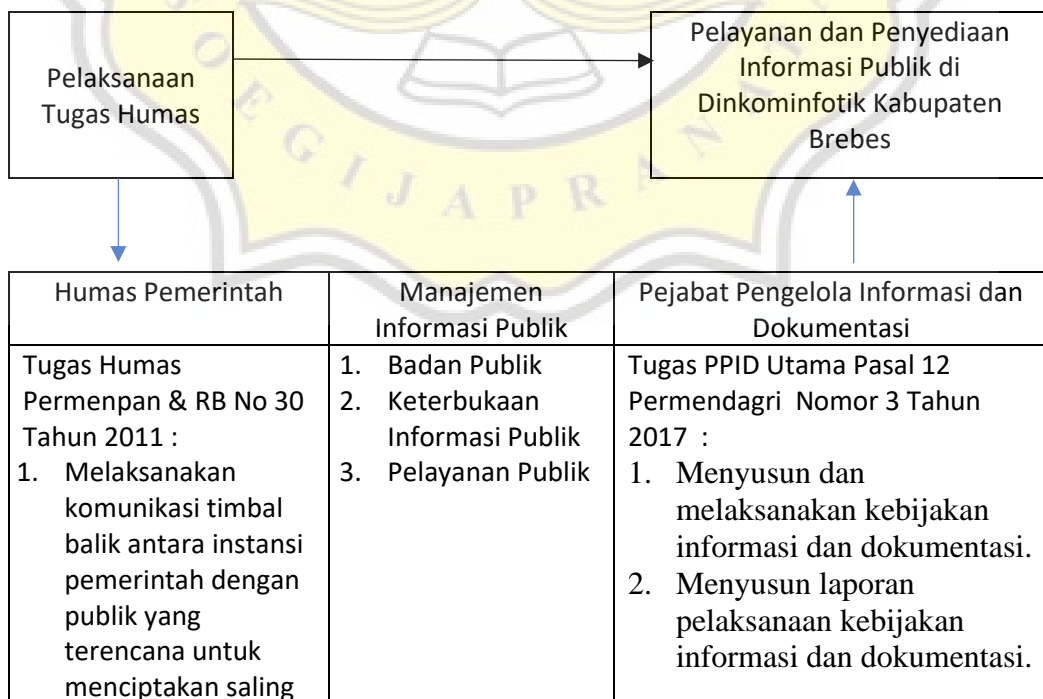 Pelaksanaan
Tugas Humas
Pelayanan dan Penyediaan
Informasi Publik di
Dinkominfotik Kabupaten
Brebes
OEGIJAPRANAT
Humas Pemerintah
Manajemen
Informasi Publik
Pejabat Pengelola Informasi dan
Dokumentasi
Tugas Humas
Permenpan & RB No 30
Tahun 2011 :
1. Melaksanakan
komunikasi timbal
balik antara instansi
pemerintah dengan
publik yang
terencana untuk
menciptakan saling
1. Badan Publik
2. Keterbukaan
Informasi Publik
3. Pelayanan Publik
Tugas PPID Utama Pasal 12
Permendagri Nomor 3 Tahun
2017 :
1. Menyusun dan
melaksanakan kebijakan
informasi dan dokumentasi.
2. Menyusun laporan
pelaksanaan kebijakan
informasi dan dokumentasi.